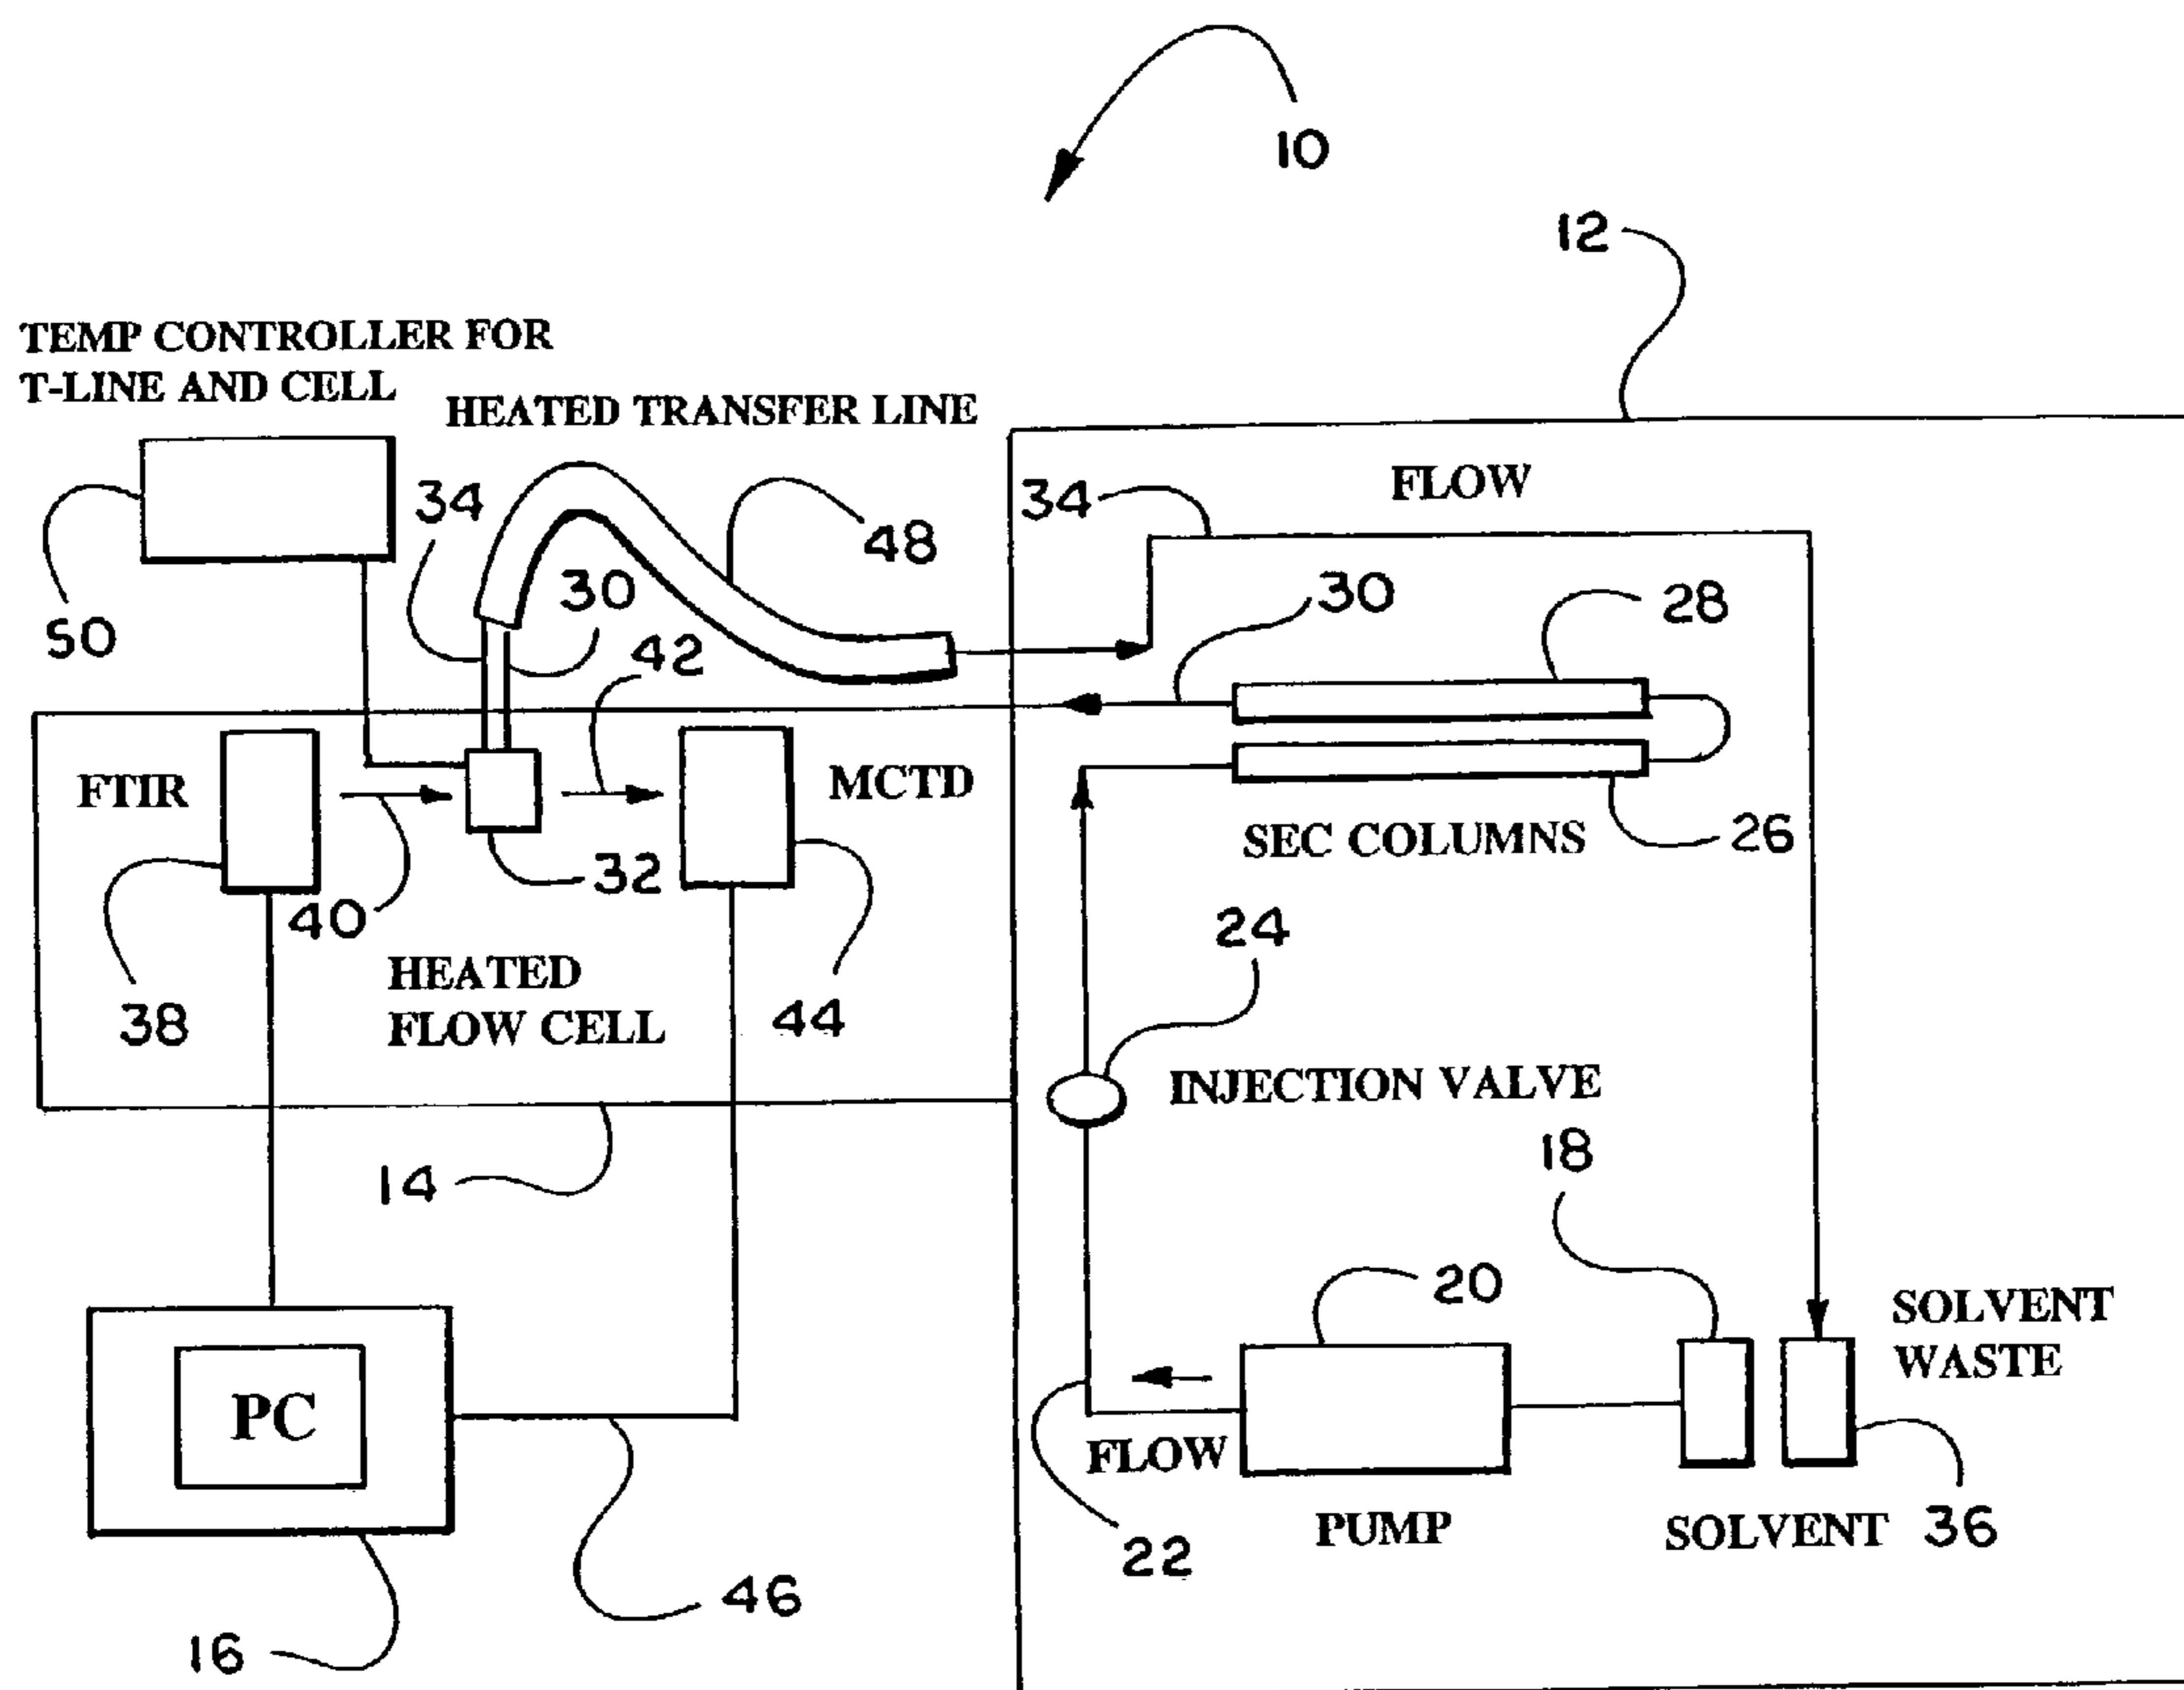 10
12
TEMP CONTROLLER FOR
T-LINE AND CELL
HEATED TRANSFER LINE
FLOW
34
34
48
30
30
28
50
42
FTIR
MCTD
SEC COLUMNS
26
32
40
24
HEATED
FLOW CELL
38
44
INJECTION VALVE
18
14
20
SOLVENT
WASTE
PC
FLOW
PUMP
SOLVENT
36
22
46
16